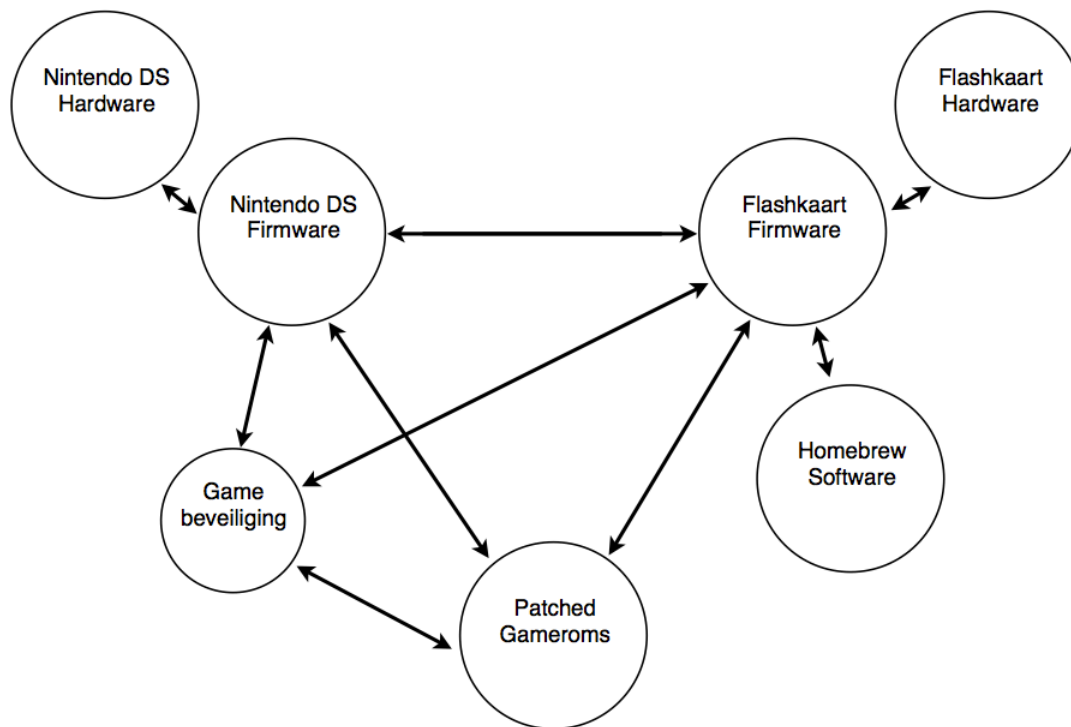 Nintendo DS
Hardware
Flashkaart
Hardware
Nintendo DS
Firmware
Flashkaart
Firmware
Homebrew
Software
Game
beveiliging
Patched
Gameroms